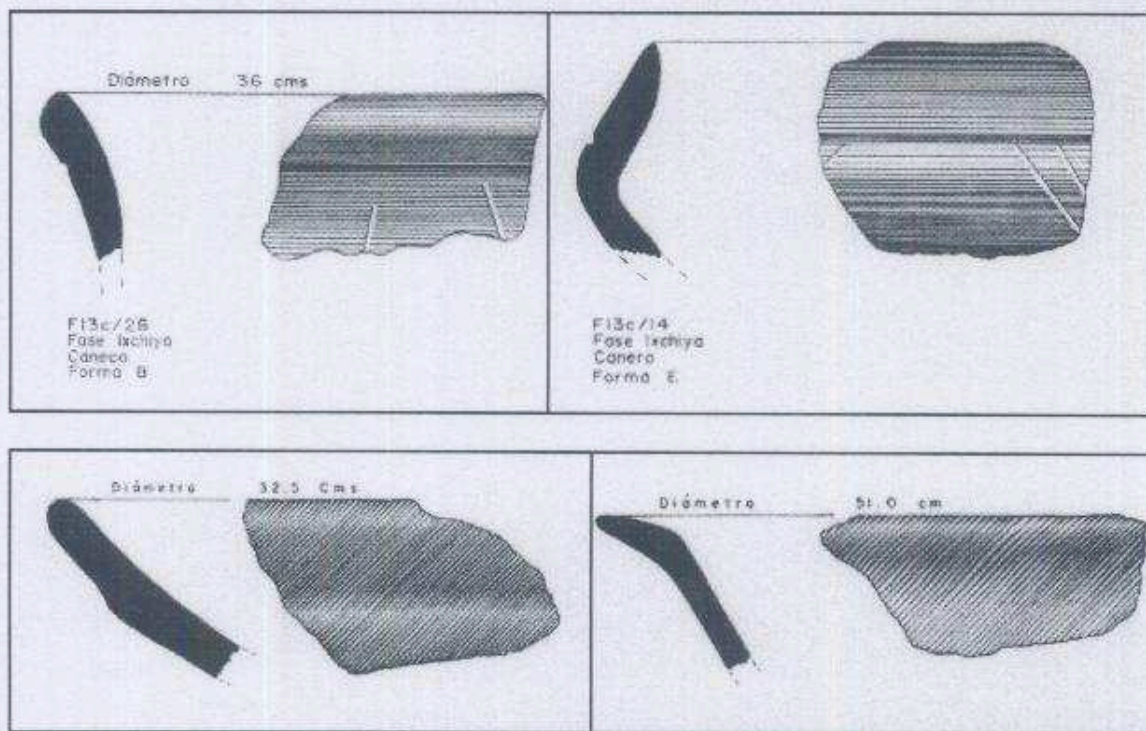 Diámetro 36 cms
F13c/26
Fase Ixchiya
Caneco
Forma B
F13c/14
Fase Ixchiya
Canero
Forma E
Diámetro 32.5 Cms
Diámetro 51.0 cm